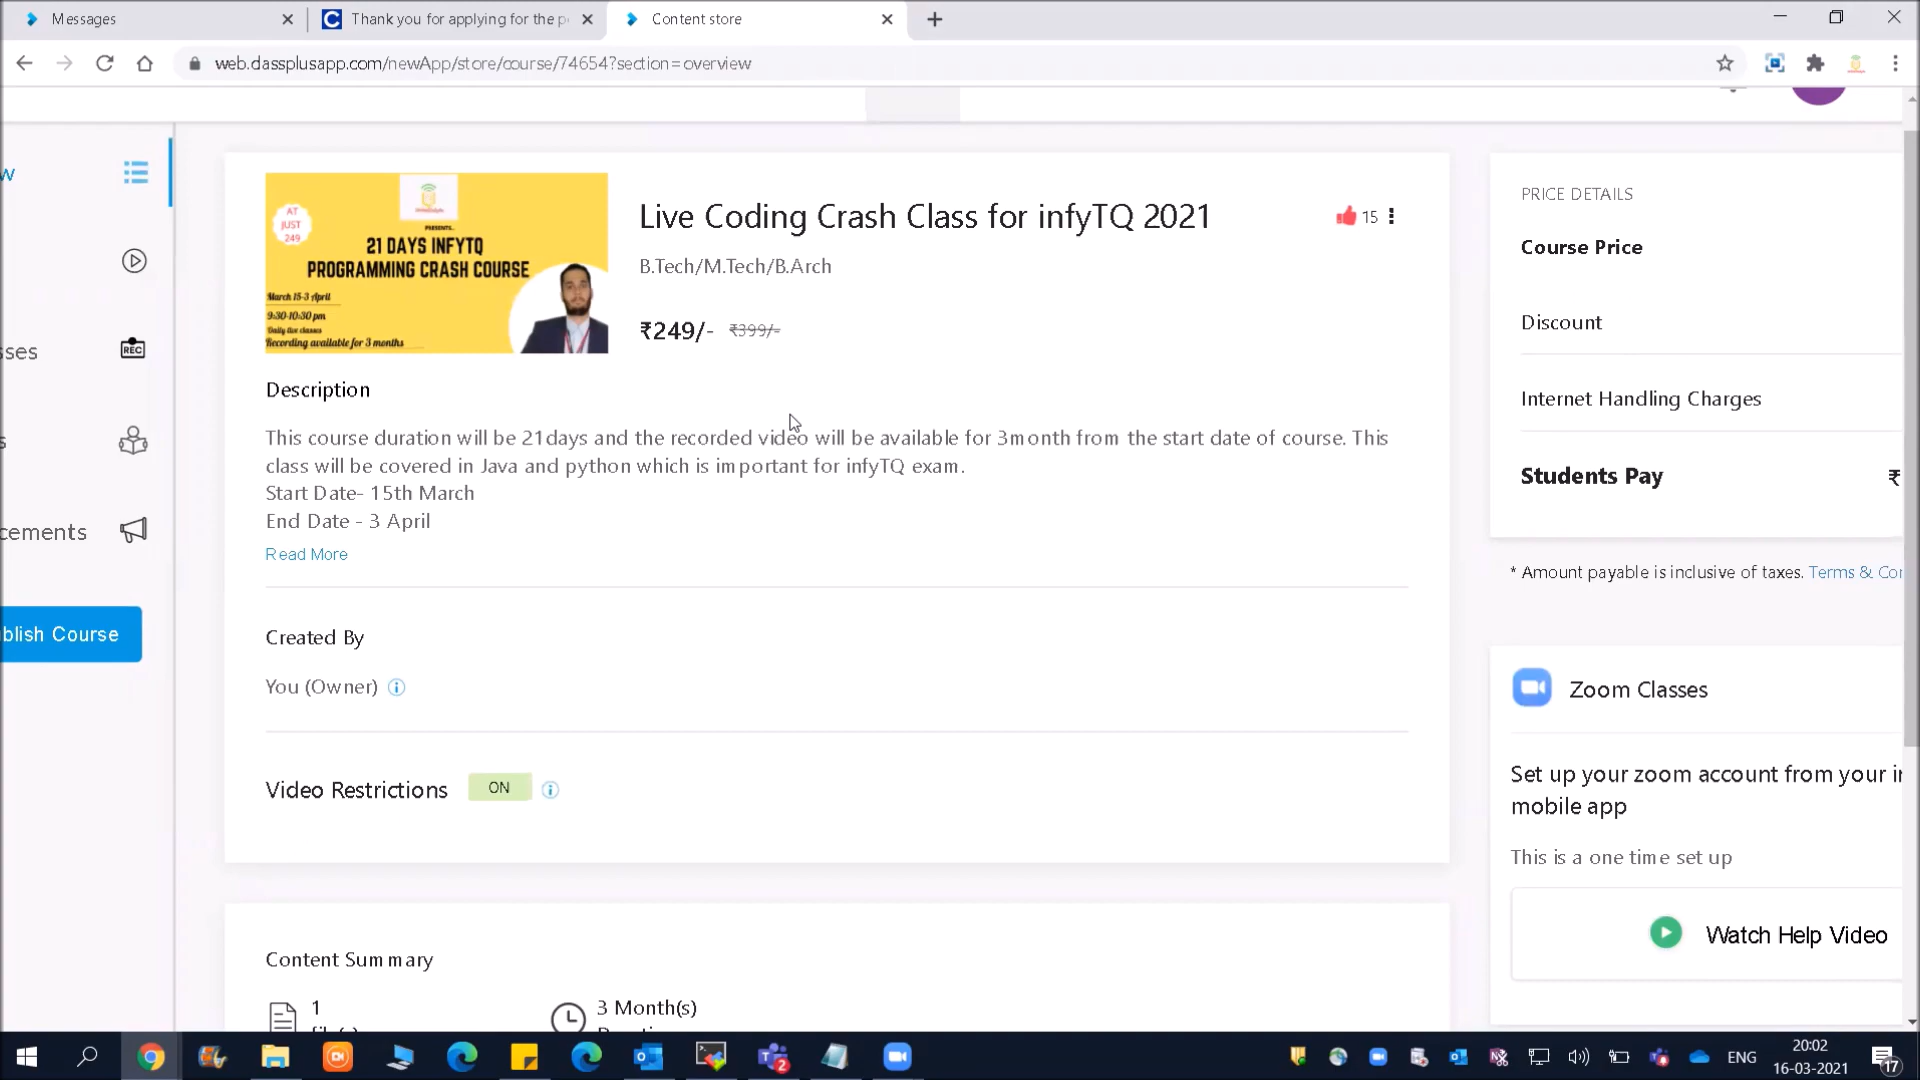 Messages
Thank you for applying for the p
Content store
web.classplusapp.com/newApp/store/course/74654?section=overview
w
sses
REC
s
cements
blish Course
AT
JUST
249
PRESENTS..
21 DAYS INFYTQ
PROGRAMMING CRASH COURSE
March 15-3 April
9:30-10:30 pm
Daily live classes
Recording available for 3 months
Live Coding Crash Class for infyTQ 2021
15
B.Tech/M.Tech/B.Arch
₹249/- ₹399/-
Description
This course duration will be 21days and the recorded video will be available for 3month from the start date of course. This
class will be covered in Java and python which is important for infyTQ exam.
Start Date- 15th March
End Date - 3 April
Read More
Created By
You (Owner)
Video Restrictions ON
Content Summary
1
3 Month(s)
PRICE DETAILS
Course Price
Discount
Internet Handling Charges
Students Pay ₹
* Amount payable is inclusive of taxes. Terms & Con
Zoom Classes
Set up your zoom account from your i
mobile app
This is a one time set up
Watch Help Video
2
ENG
20:02
16-03-2021
17